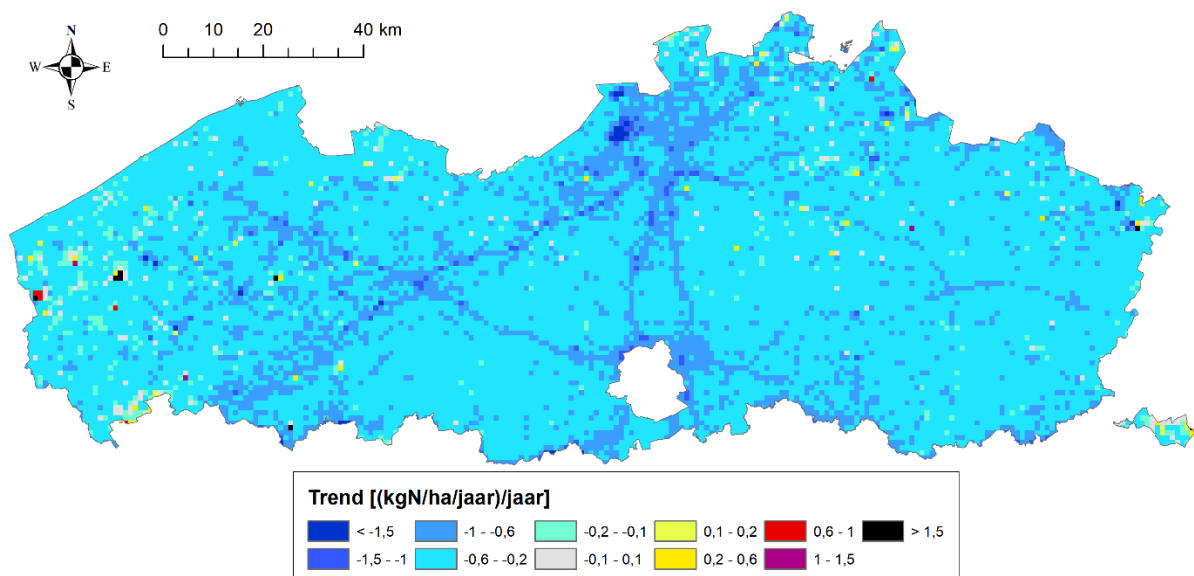 N
W E
S
0 10 20 40 km
Trend [(kgN/ha/jaar)/jaar]
< -1,5 -1 - -0,6 -0,2 - -0,1 0,1 - 0,2 0,6 - 1 > 1,5
-1,5 - -1 -0,6 - -0,2 -0,1 - 0,1 0,2 - 0,6 1 - 1,5